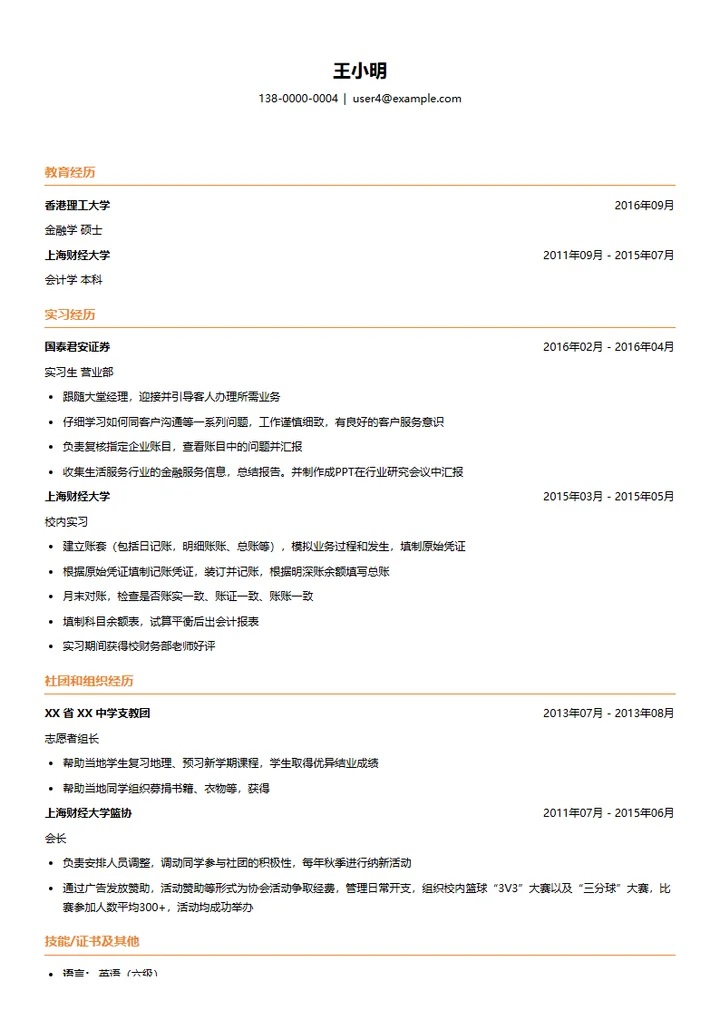 王小明
138-0000-0004 | user4@example.com
教育经历
香港理工大学 2016年09月
金融学 硕士
上海财经大学 2011年09月 - 2015年07月
会计学 本科
实习经历
国泰君安证券 2016年02月 - 2016年04月
实习生 营业部
• 跟随大堂经理，迎接并引导客人办理所需业务
• 仔细学习如何同客户沟通等一系列问题，工作谨慎细致，有良好的客户服务意识
• 负责复核指定企业账目，查看账目中的问题并汇报
• 收集生活服务行业的金融服务信息，总结报告。并制作成PPT在行业研究会议中汇报
上海财经大学 2015年03月 - 2015年05月
校内实习
• 建立账套（包括日记账，明细账账、总账等），模拟业务过程和发生，填制原始凭证
• 根据原始凭证填制记账凭证，装订并记账，根据明深账余额填写总账
• 月末对账，检查是否账实一致、账证一致、账账一致
• 填制科目余额表，试算平衡后出会计报表
• 实习期间获得校财务部老师好评
社团和组织经历
XX 省 XX 中学支教团 2013年07月 - 2013年08月
志愿者组长
• 帮助当地学生复习地理、预习新学期课程，学生取得优异结业成绩
• 帮助当地同学组织募捐书籍、衣物等，获得
上海财经大学篮协 2011年07月 - 2015年06月
会长
• 负责安排人员调整，调动同学参与社团的积极性，每年秋季进行纳新活动
• 通过广告发放赞助，活动赞助等形式为协会活动争取经费，管理日常开支，组织校内篮球“3V3”大赛以及“三分球”大赛，比
赛参加人数平均300+，活动均成功举办
技能/证书及其他
• 语言： 英语（六级）